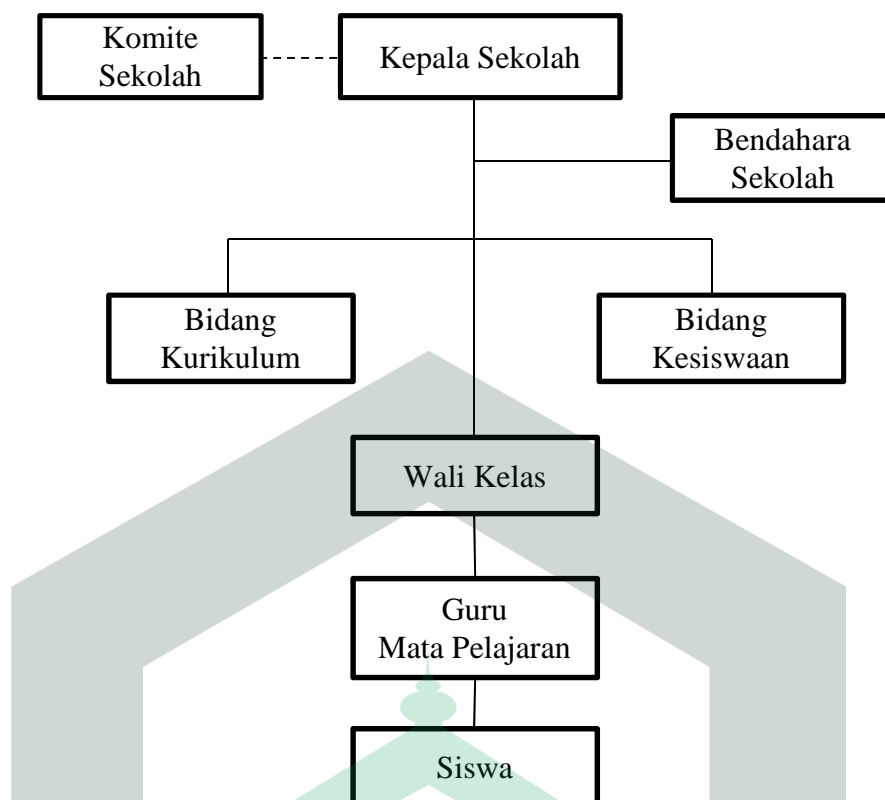 Komite
Sekolah
Kepala Sekolah
Bendahara
Sekolah
Bidang
Kurikulum
Bidang
Kesiswaan
Wali Kelas
Guru
Mata Pelajaran
Siswa